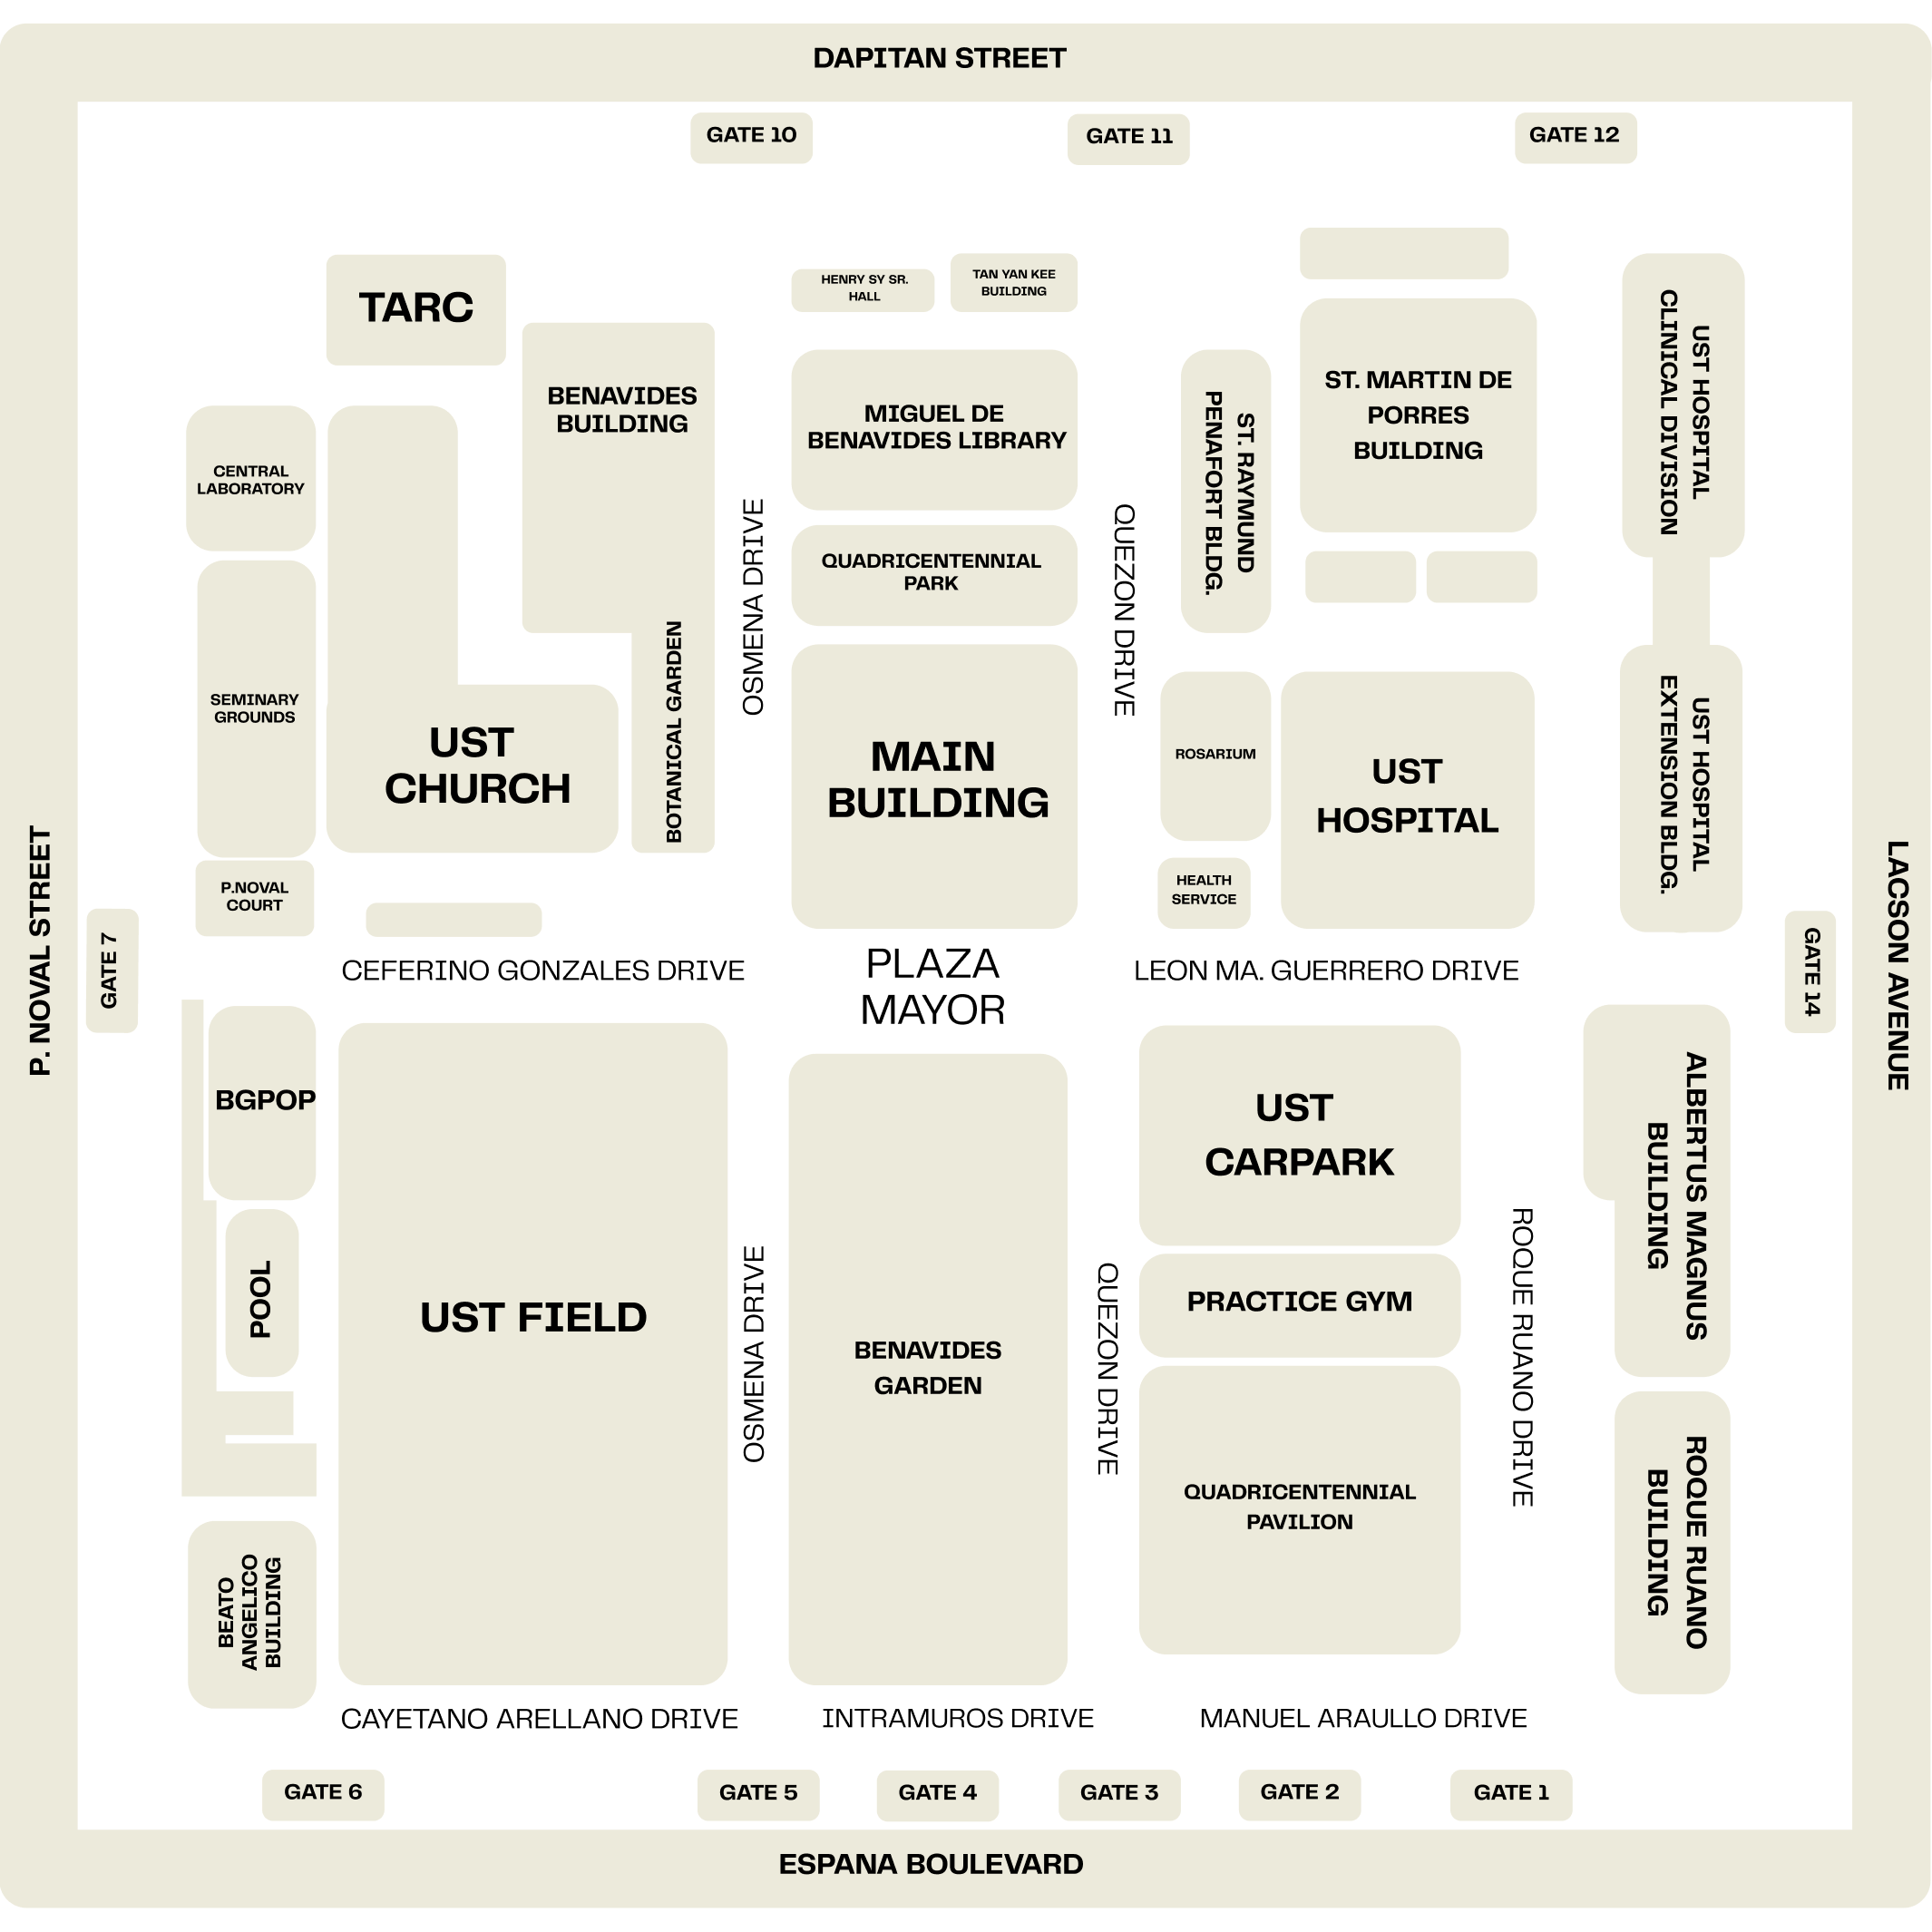 DAPITAN STREET
GATE 10
GATE 11
GATE 12
TARC
HENRY SY SR.
HALL
TAN YAN KEE
BUILDING
BENAVIDES
BUILDING
MIGUEL DE
BENAVIDES LIBRARY
ST. RAYMUND
PENAFORT BLDG.
ST. MARTIN DE
PORRES
BUILDING
UST HOSPITAL
CLINICAL DIVISION
CENTRAL
LABORATORY
OSMENA DRIVE
QUADRICENTENNIAL
PARK
QUEZON DRIVE
SEMINARY
GROUNDS
UST
CHURCH
BOTANICAL GARDEN
MAIN
BUILDING
ROSARIUM
UST
HOSPITAL
UST HOSPITAL
EXTENSION BLDG.
P.NOVAL
COURT
HEALTH
SERVICE
P. NOVAL STREET
GATE 7
CEFERINO GONZALES DRIVE
PLAZA
MAYOR
LEON MA. GUERRERO DRIVE
GATE 14
LACSON AVENUE
BGPOP
UST
CARPARK
ALBERTUS MAGNUS
BUILDING
POOL
UST FIELD
OSMENA DRIVE
BENAVIDES
GARDEN
QUEZON DRIVE
PRACTICE GYM
ROQUE RUANO DRIVE
QUADRICENTENNIAL
PAVILION
ROQUE RUANO
BUILDING
BEATO
ANGELICO
BUILDING
CAYETANO ARELLANO DRIVE
INTRAMUROS DRIVE
MANUEL ARAULLO DRIVE
GATE 6
GATE 5
GATE 4
GATE 3
GATE 2
GATE 1
ESPANA BOULEVARD